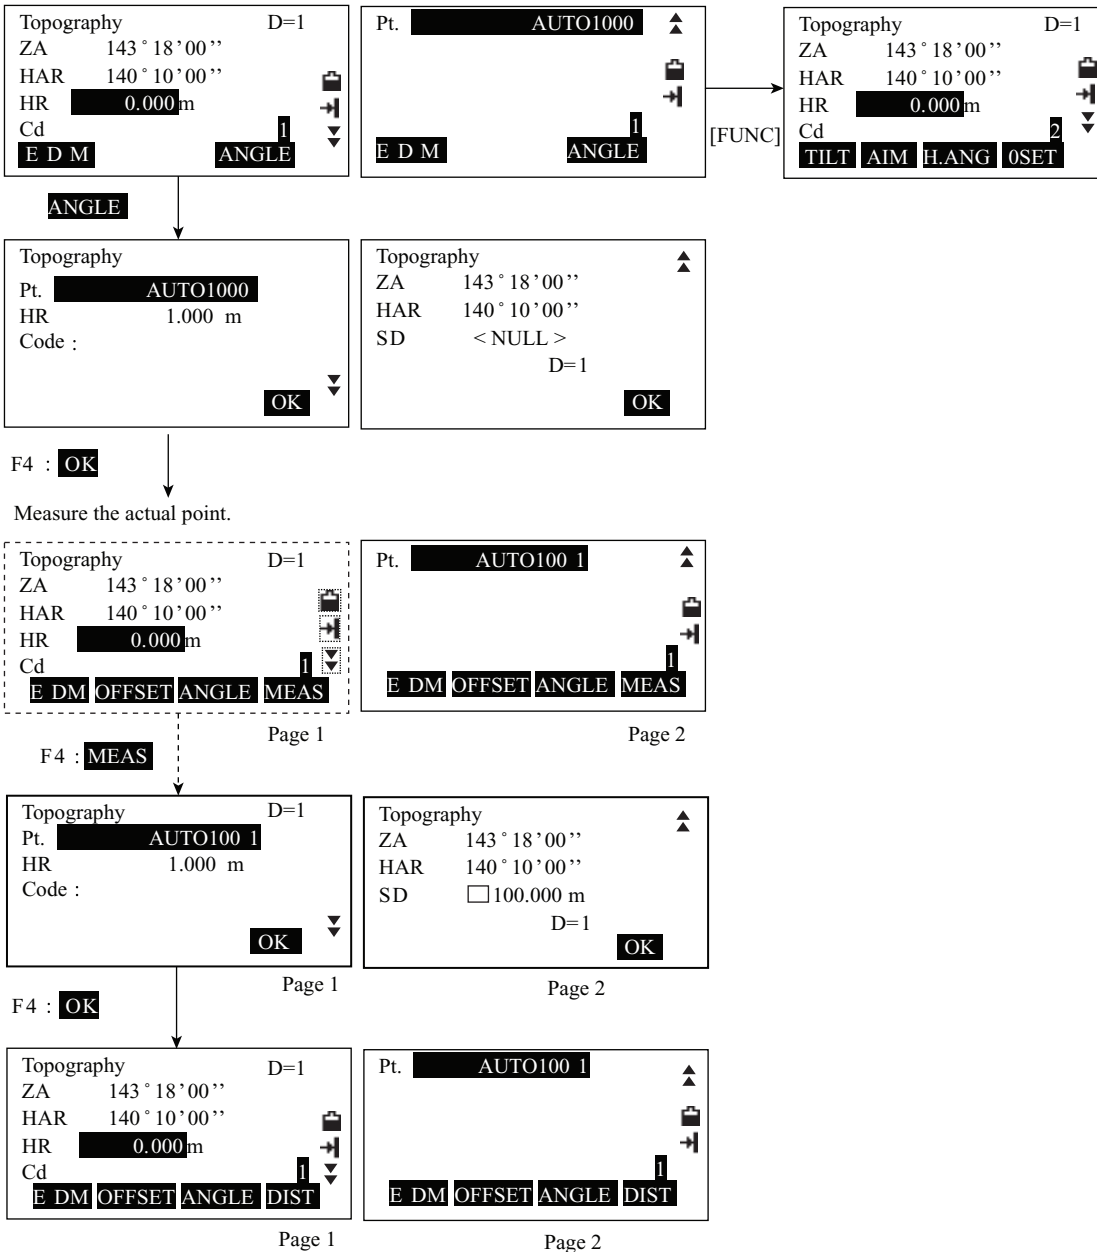 Topography D=1
ZA 143°18’00’’
HAR 140°10’00’’
HR 0.000 m
Cd 1
E D M ANGLE
Pt. AUTO1000
1
E D M ANGLE
[FUNC]
Topography D=1
ZA 143°18’00’’
HAR 140°10’00’’
HR 0.000 m
Cd 2
TILT AIM H.ANG 0SET
ANGLE
Topography
Pt. AUTO1000
HR 1.000 m
Code :
OK
Topography
ZA 143°18’00’’
HAR 140°10’00’’
SD < NULL >
D=1
OK
F4 : OK
Measure the actual point.
Topography D=1
ZA 143°18’00’’
HAR 140°10’00’’
HR 0.000 m
Cd 1
E DM OFFSET ANGLE MEAS
Page 1
Pt. AUTO100 1
1
E DM OFFSET ANGLE MEAS
Page 2
F4 : MEAS
Topography D=1
Pt. AUTO100 1
HR 1.000 m
Code :
OK
Page 1
Topography
ZA 143°18’00’’
HAR 140°10’00’’
SD 100.000 m
D=1
OK
Page 2
F4 : OK
Topography D=1
ZA 143°18’00’’
HAR 140°10’00’’
HR 0.000 m
Cd 1
E DM OFFSET ANGLE DIST
Page 1
Pt. AUTO100 1
1
E DM OFFSET ANGLE DIST
Page 2